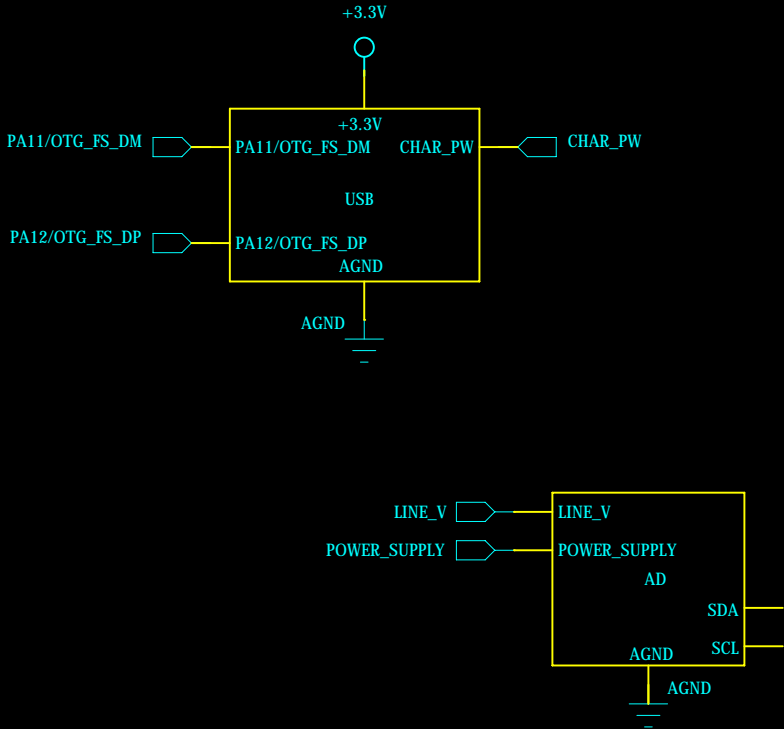 +3.3V
+3.3V
PA11/OTG_FS_DM
PA11/OTG_FS_DM
CHAR_PW
CHAR_PW
USB
PA12/OTG_FS_DP
PA12/OTG_FS_DP
AGND
AGND
LINE_V
LINE_V
POWER_SUPPLY
POWER_SUPPLY
AD
SDA
SCL
AGND
AGND